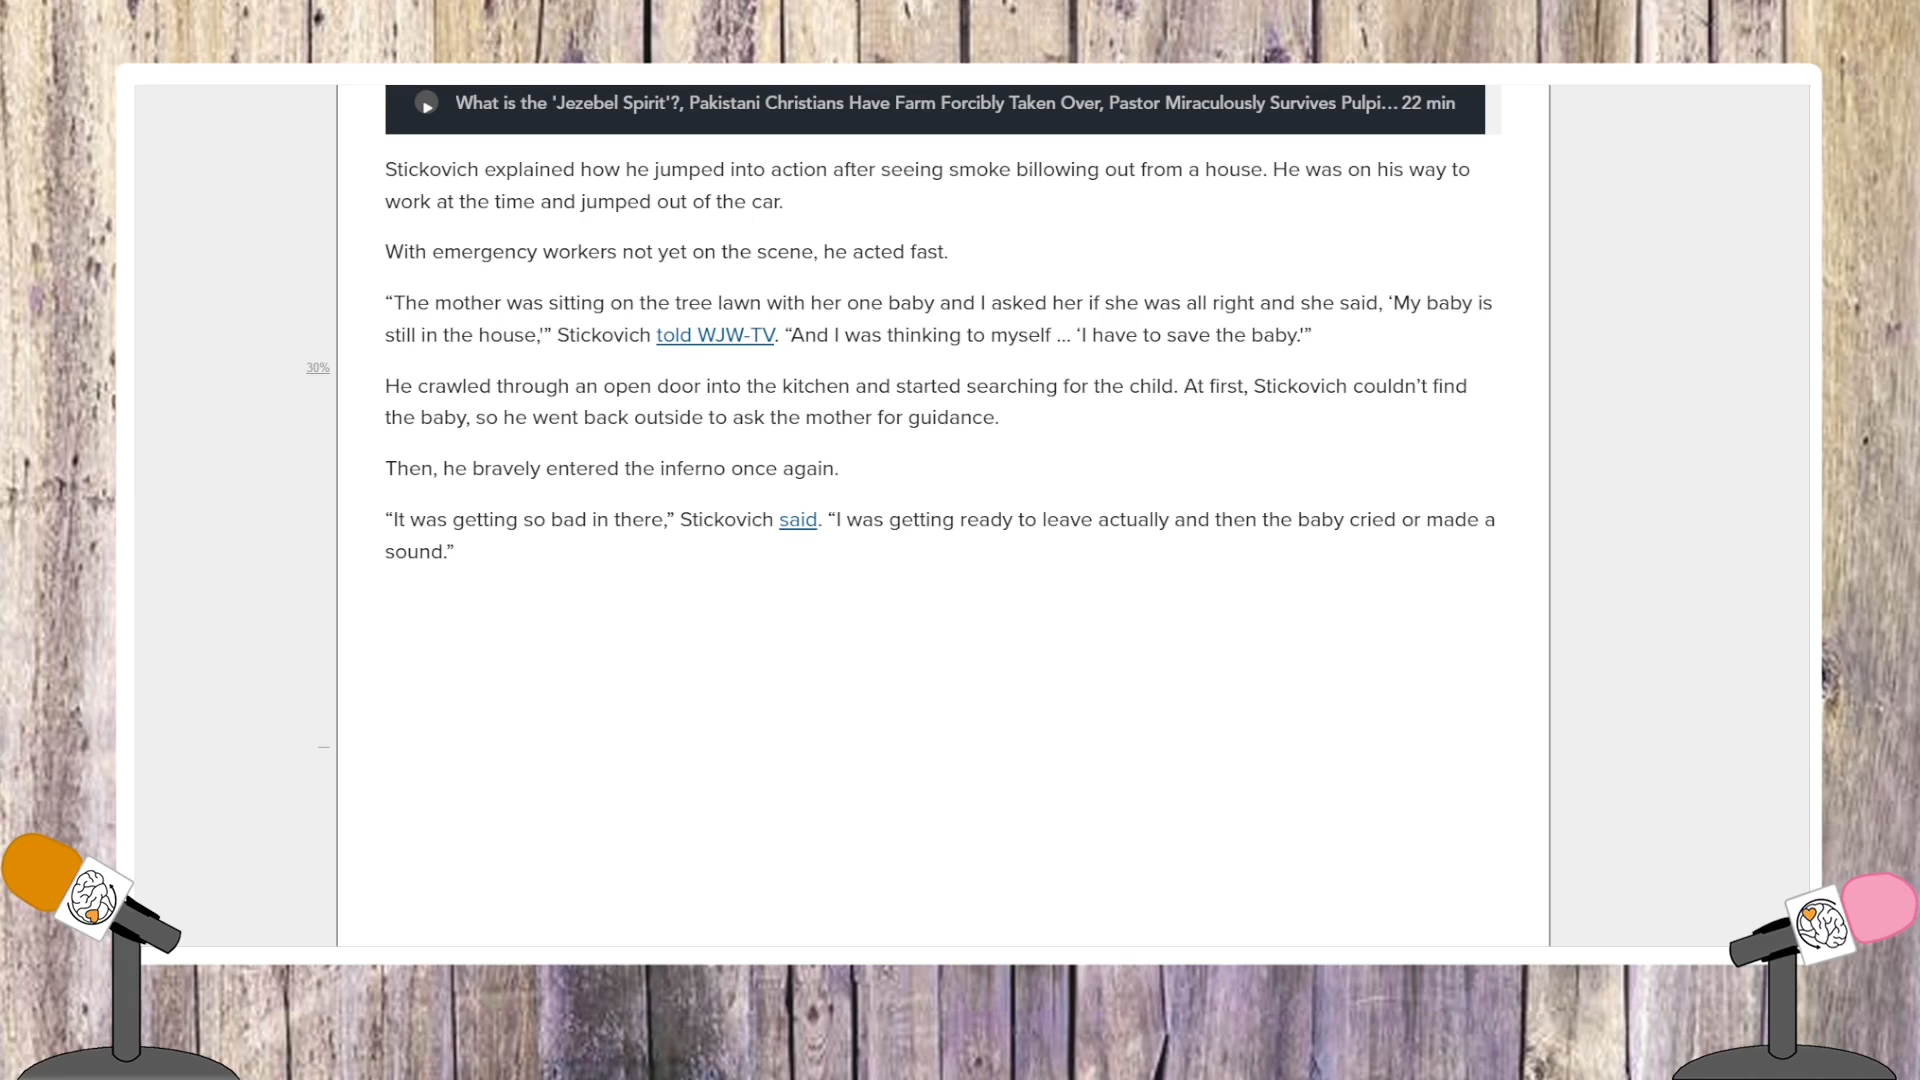 What is the 'Jezebel Spirit'?, Pakistani Christians Have Farm Forcibly Taken Over, Pastor Miraculously Survives Pulpi... 22 min
Stickovich explained how he jumped into action after seeing smoke billowing out from a house. He was on his way to
work at the time and jumped out of the car.
With emergency workers not yet on the scene, he acted fast.
“The mother was sitting on the tree lawn with her one baby and I asked her if she was all right and she said, ‘My baby is
still in the house,'” Stickovich told WJW-TV. “And I was thinking to myself … ‘I have to save the baby.'”
30%
He crawled through an open door into the kitchen and started searching for the child. At first, Stickovich couldn’t find
the baby, so he went back outside to ask the mother for guidance.
Then, he bravely entered the inferno once again.
“It was getting so bad in there,” Stickovich said. “I was getting ready to leave actually and then the baby cried or made a
sound.”